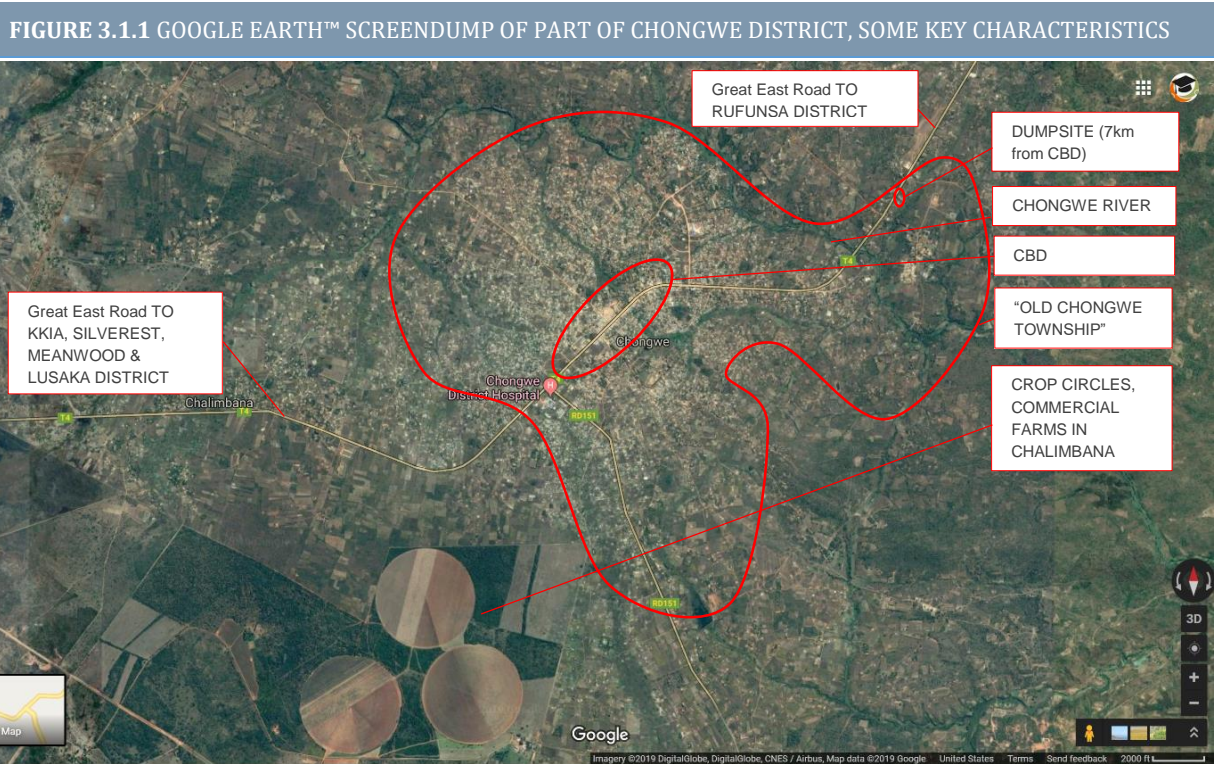 FIGURE 3.1.1 GOOGLE EARTH™ SCREENDUMP OF PART OF CHONGWE DISTRICT, SOME KEY CHARACTERISTICS
Great East Road TO
RUFUNSA DISTRICT
DUMPSITE (7km
from CBD)
CHONGWE RIVER
CBD
"OLD CHONGWE
TOWNSHIP"
CROP CIRCLES,
COMMERCIAL
FARMS IN
CHALIMBANA
Great East Road TO
KKIA, SILVEREST,
MEANWOOD &
LUSAKA DISTRICT
T4
Chongwe
Chongwe
District Hospital
H
RD151
Chalimbana
T4
T4
RD151
3D
+
−
Map
Google
Imagery ©2019 DigitalGlobe, DigitalGlobe, CNES / Airbus, Map data ©2019 Google United States Terms Send feedback 2000 ft